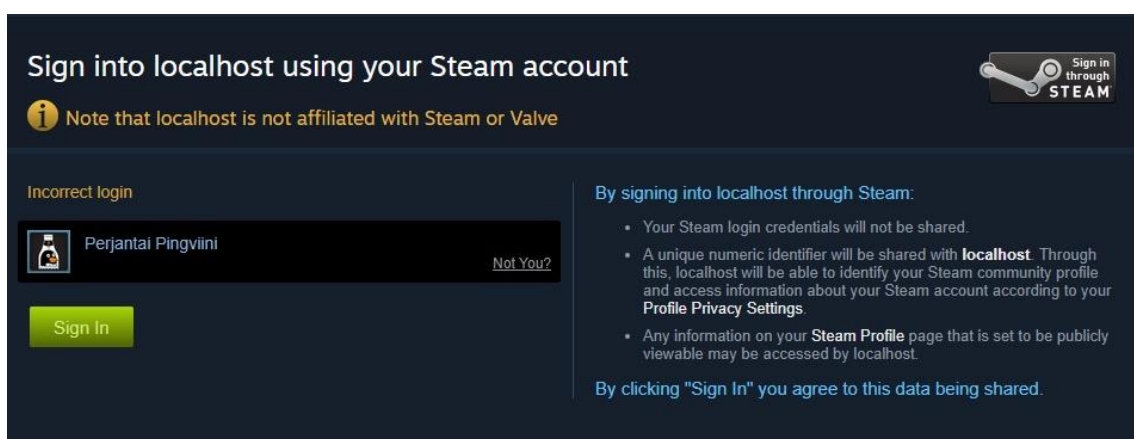 Sign into localhost using your Steam account
Sign in
through
STEAM
Note that localhost is not affiliated with Steam or Valve
Incorrect login
Perjantai Pingviini
Not You?
Sign In
By signing into localhost through Steam:
• Your Steam login credentials will not be shared.
• A unique numeric identifier will be shared with localhost. Through
this, localhost will be able to identify your Steam community profile
and access information about your Steam account according to your
Profile Privacy Settings.
• Any information on your Steam Profile page that is set to be publicly
viewable may be accessed by localhost.
By clicking "Sign In" you agree to this data being shared.